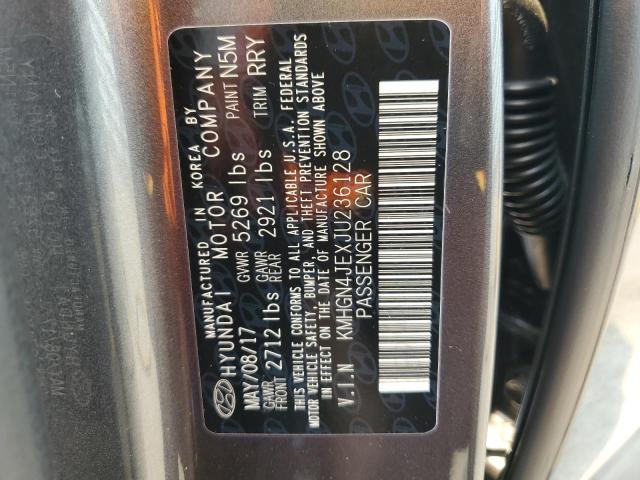 MANUFACTURED IN KOREA BY
HYUNDAI MOTOR COMPANY
MAY/08/17 GVWR 5269 lbs PAINT N5M
GAWR FRONT 2712 lbs GAWR REAR 2921 lbs TRIM RRY
THIS VEHICLE CONFORMS TO ALL APPLICABLE U.S.A. FEDERAL
MOTOR VEHICLE SAFETY, BUMPER, AND THEFT PREVENTION STANDARDS
IN EFFECT ON THE DATE OF MANUFACTURE SHOWN ABOVE
V.I.N KMHGN4JEXJU236128
PASSENGER CAR